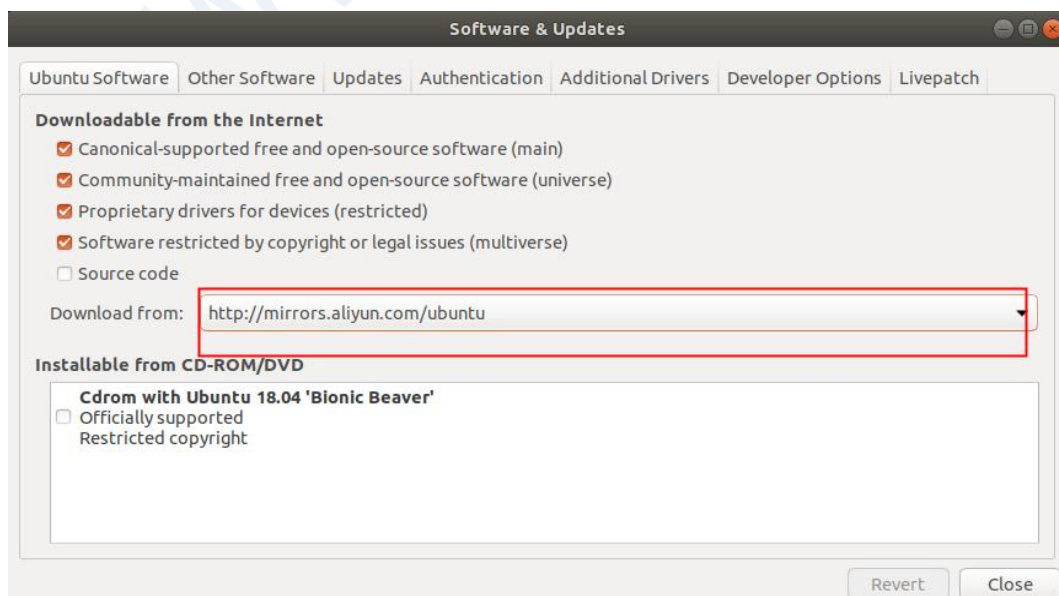 Software & Updates
Ubuntu Software Other Software Updates Authentication Additional Drivers Developer Options Livepatch
Downloadable from the Internet
Canonical-supported free and open-source software (main)
Community-maintained free and open-source software (universe)
Proprietary drivers for devices (restricted)
Software restricted by copyright or legal issues (multiverse)
Source code
Download from: http://mirrors.aliyun.com/ubuntu
Installable from CD-ROM/DVD
Cdrom with Ubuntu 18.04 'Bionic Beaver'
Officially supported
Restricted copyright
Revert Close